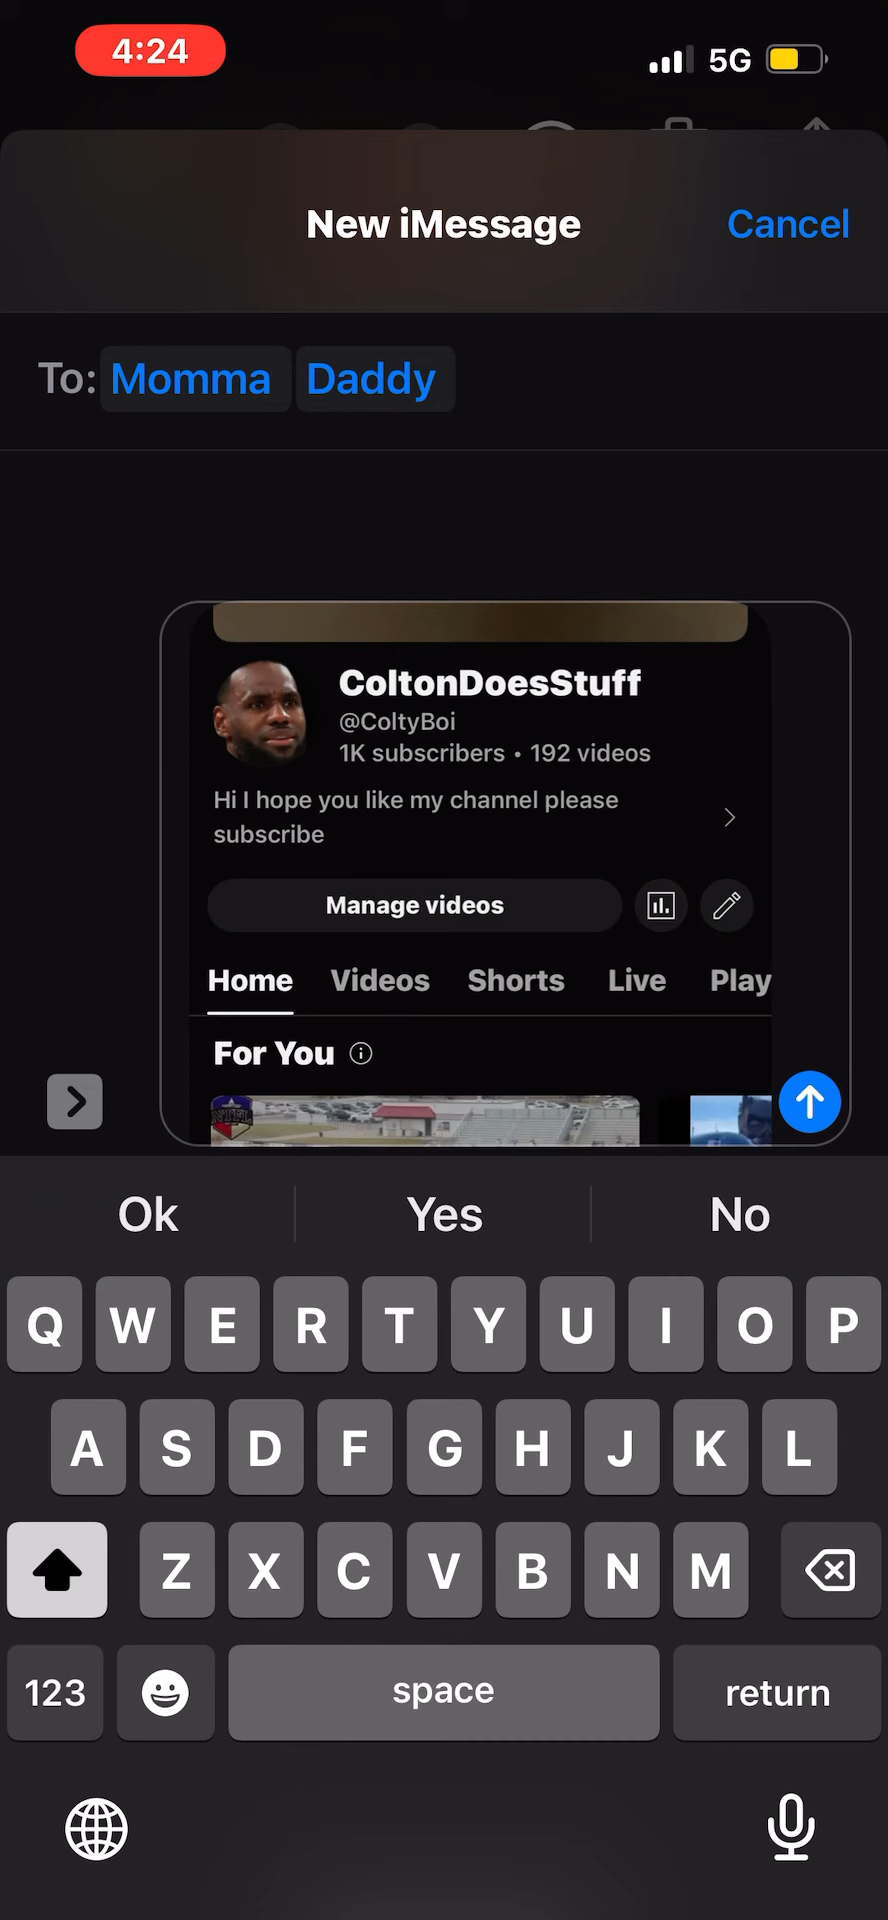 4:24
5G
New iMessage
Cancel
To: Momma Daddy
ColtonDoesStuff
@ColtyBoi
1K subscribers • 192 videos
Hi I hope you like my channel please
subscribe
Manage videos
Home Videos Shorts Live Play
For You
NTFL
Ok Yes No
Q W E R T Y U I O P
A S D F G H J K L
Z X C V B N M
123 space return